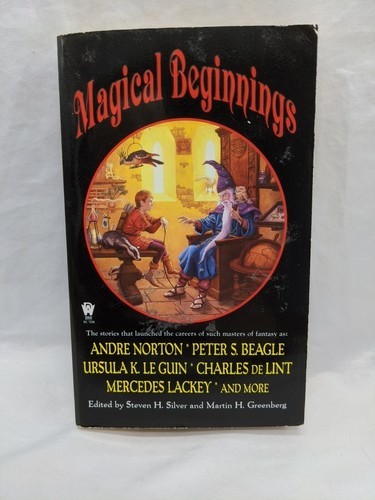 Magical Beginnings
The stories that launched the careers of such masters of fantasy as:
ANDRE NORTON * PETER S. BEAGLE
URSULA K. LE GUIN * CHARLES DE LINT
MERCEDES LACKEY * AND MORE
Edited by Steven H. Silver and Martin H. Greenberg